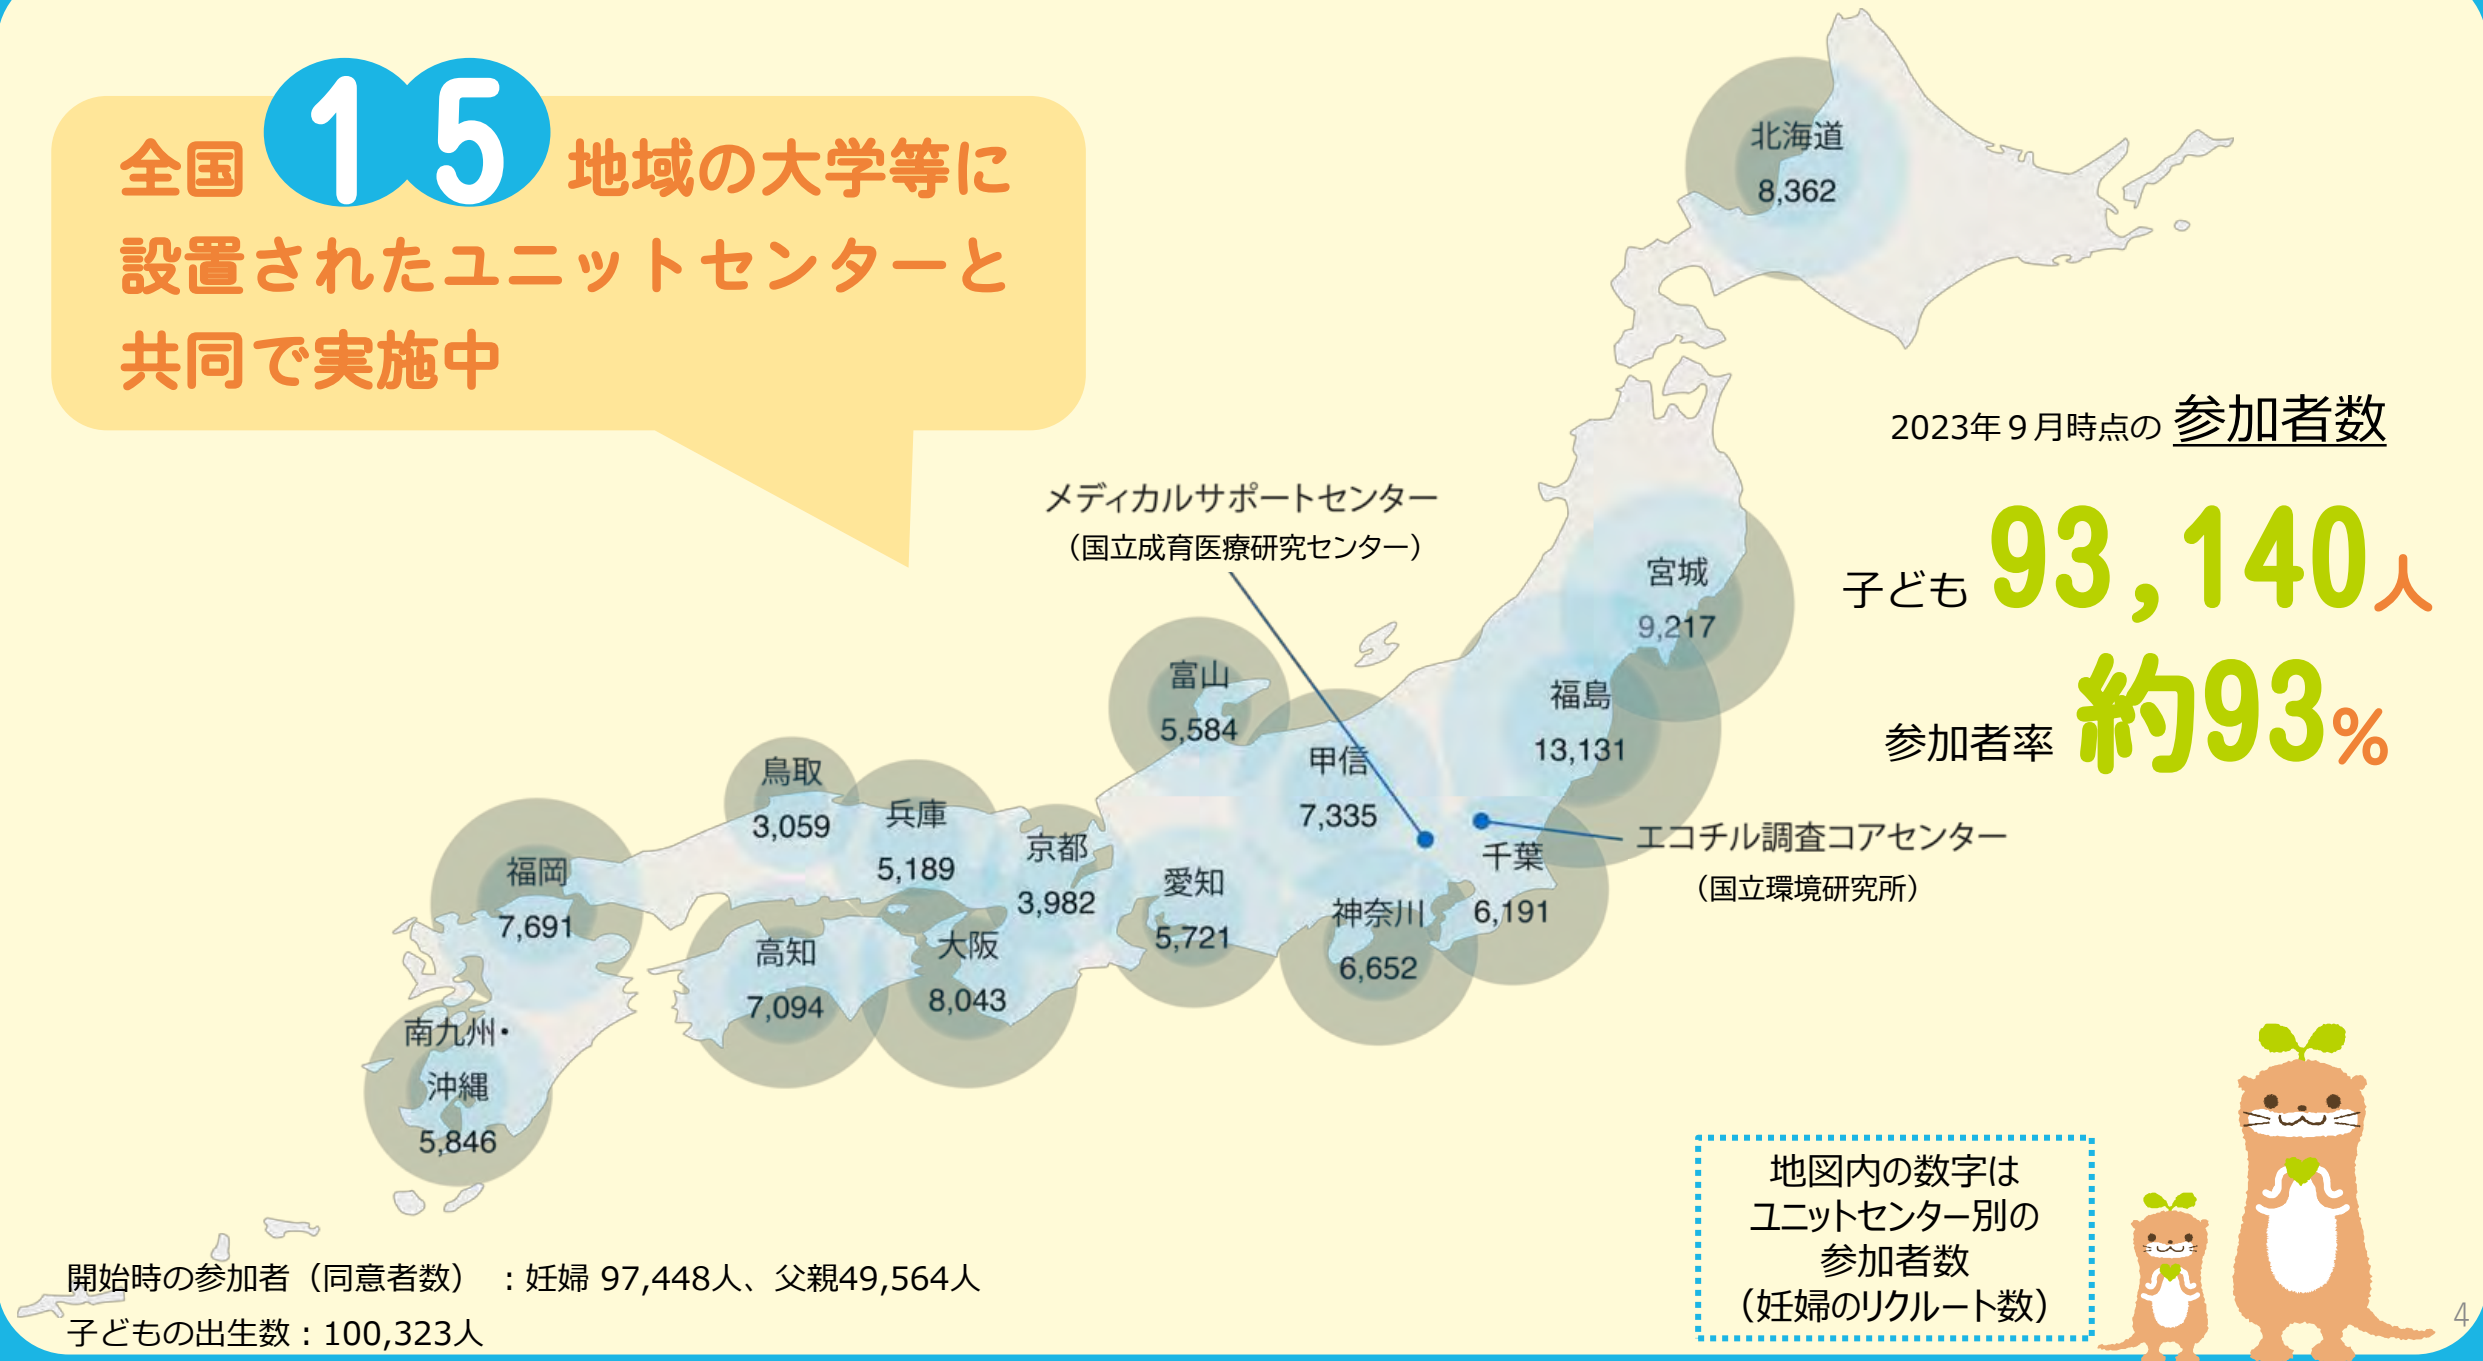 全国15地域の大学等に
設置されたユニットセンターと
共同で実施中
北海道
8,362
2023年9月時点の 参加者数
子ども 93,140人
参加者率 約93%
メディカルサポートセンター
（国立成育医療研究センター）
宮城
9,217
富山
5,584
福島
13,131
甲信
7,335
鳥取
3,059
兵庫
5,189
京都
3,982
エコチル調査コアセンター
（国立環境研究所）
千葉
6,191
愛知
5,721
神奈川
6,652
福岡
7,691
高知
7,094
大阪
8,043
南九州・
沖縄
5,846
地図内の数字は
ユニットセンター別の
参加者数
（妊婦のリクルート数）
開始時の参加者（同意者数）：妊婦 97,448人、父親49,564人
子どもの出生数：100,323人
4